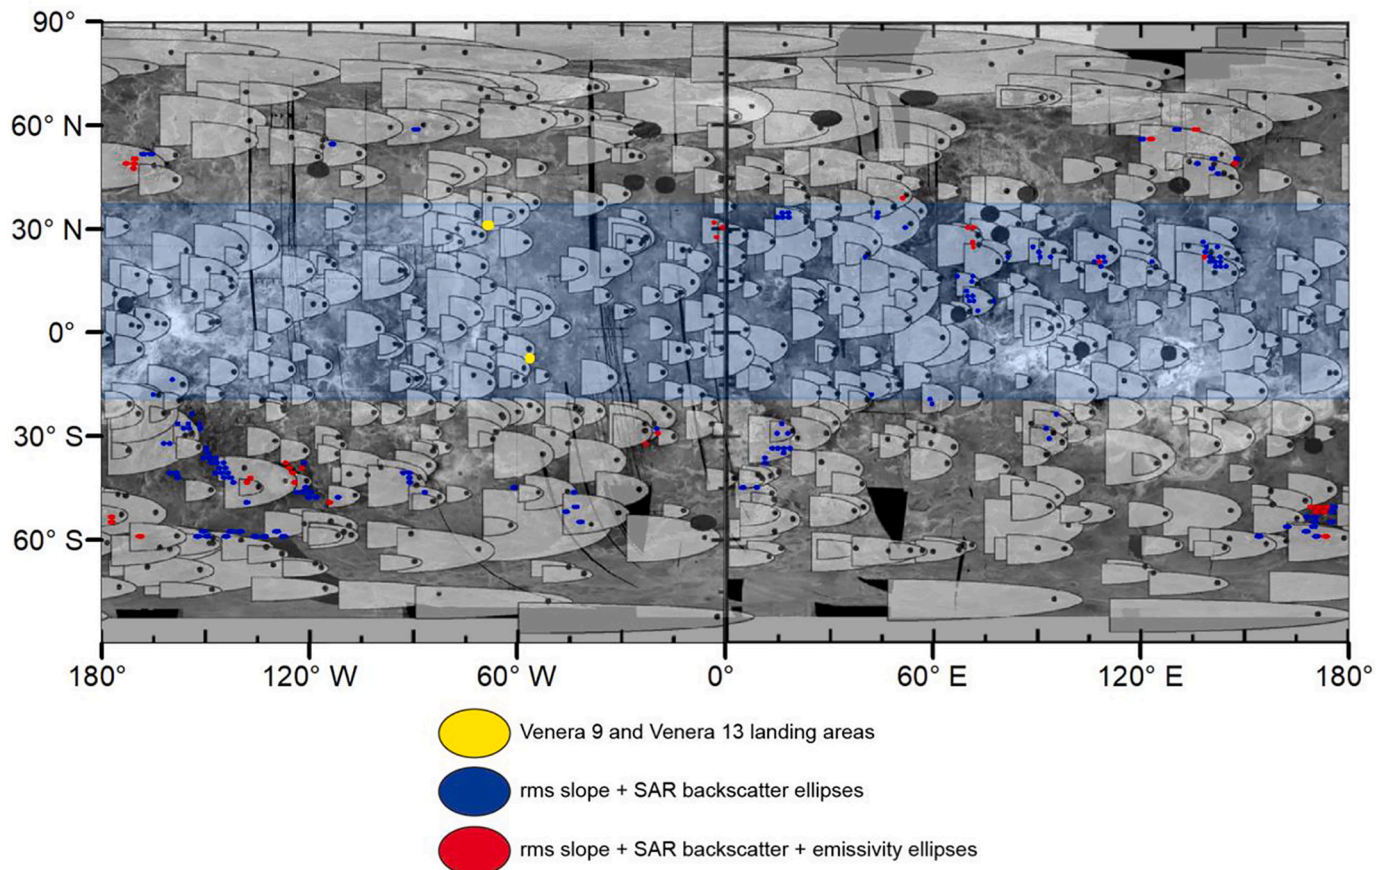 90°
60° N
30° N
0°
30° S
60° S
180° 120° W 60° W 0° 60° E 120° E 180°
Venera 9 and Venera 13 landing areas
rms slope + SAR backscatter ellipses
rms slope + SAR backscatter + emissivity ellipses